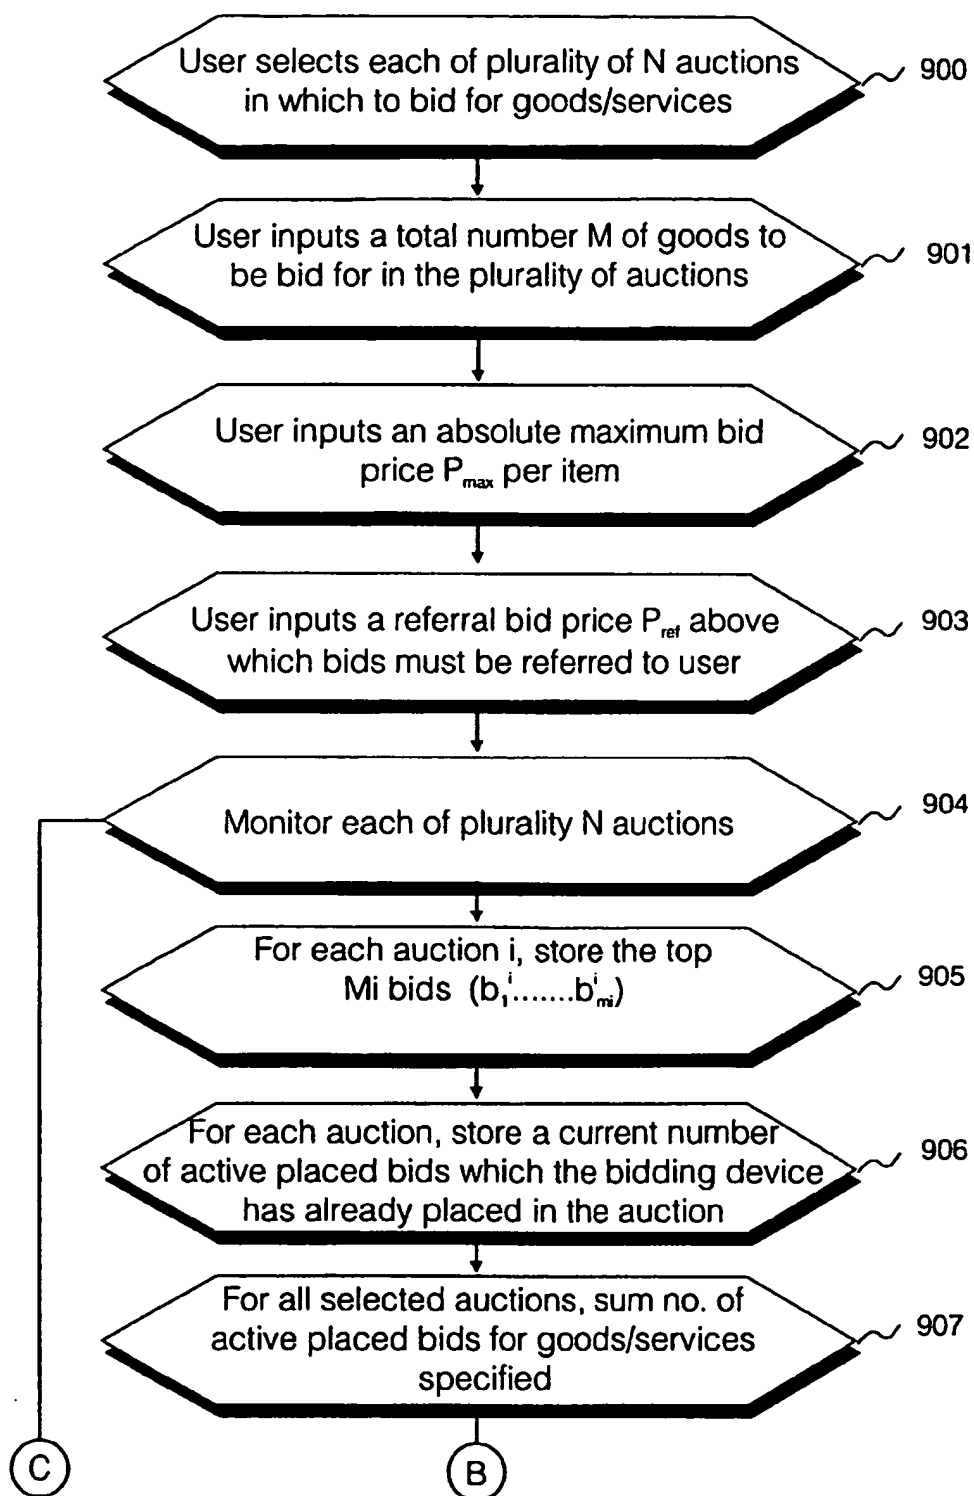 User selects each of plurality of N auctions
in which to bid for goods/services
900
User inputs a total number M of goods to
be bid for in the plurality of auctions
901
User inputs an absolute maximum bid
price Pmax per item
902
User inputs a referral bid price Pref above
which bids must be referred to user
903
Monitor each of plurality N auctions
904
For each auction i, store the top
Mi bids (b₁ⁱ.......bⁱmi)
905
For each auction, store a current number
of active placed bids which the bidding device
has already placed in the auction
906
For all selected auctions, sum no. of
active placed bids for goods/services
specified
907
C
B